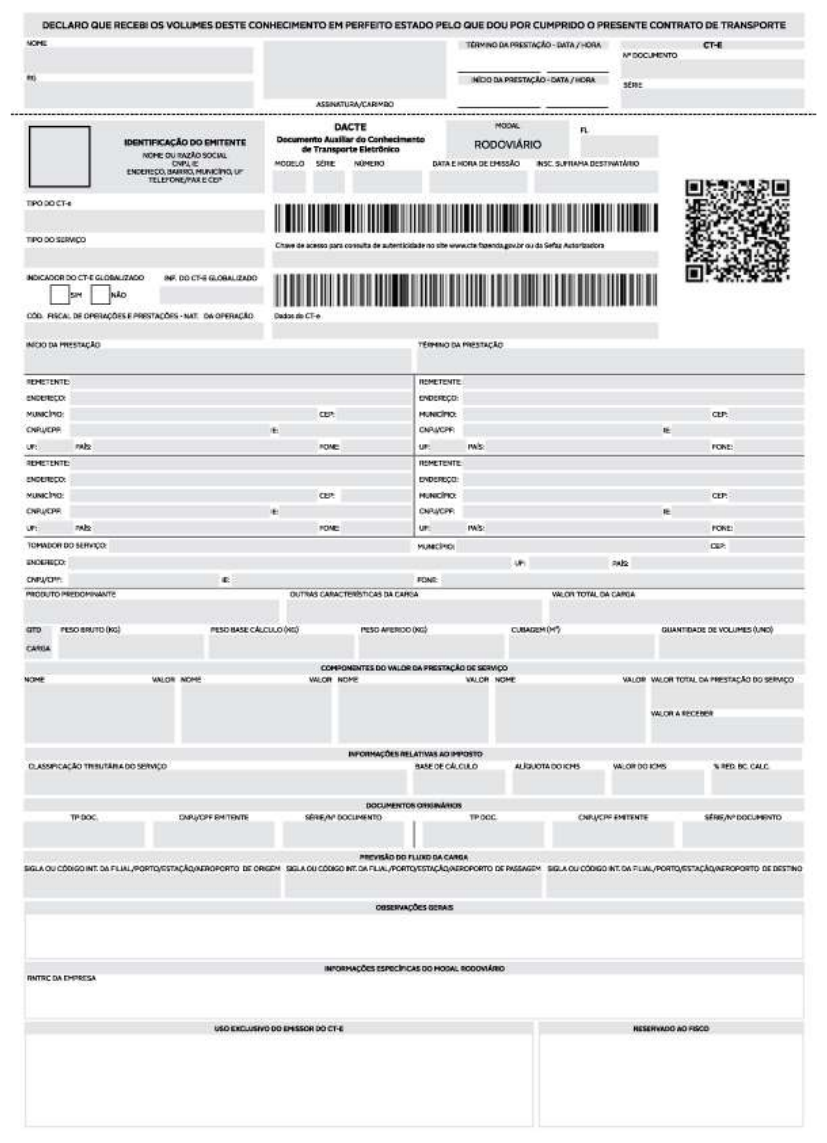 DECLARO QUE RECEBI OS VOLUMES DESTE CONHECIMENTO EM PERFEITO ESTADO PELO QUE DOU POR CUMPRIDO O PRESENTE CONTRATO DE TRANSPORTE
NOME
TÉRMINO DA PRESTAÇÃO - DATA / HORA
CT-E
Nº DOCUMENTO
RG
INÍCIO DA PRESTAÇÃO - DATA / HORA
SÉRIE
ASSINATURA/CARIMBO
IDENTIFICAÇÃO DO EMITENTE
NOME OU RAZÃO SOCIAL
CNPJ, IE
ENDEREÇO, BAIRRO, MUNICÍPIO, UF
TELEFONE/FAX E CEP
DACTE
Documento Auxiliar do Conhecimento
de Transporte Eletrônico
MODAL
RODOVIÁRIO
FL
MODELO SÉRIE NÚMERO DATA E HORA DE EMISSÃO INSC. SUFRAMA DESTINATÁRIO
TIPO DO CT-e
TIPO DO SERVIÇO
Chave de acesso para consulta de autenticidade no site www.cte.fazenda.gov.br ou da Sefaz Autorizadora
INDICADOR DO CT-E GLOBALIZADO INF. DO CT-E GLOBALIZADO
SIM NÃO
CÓD. FISCAL DE OPERAÇÕES E PRESTAÇÕES - NAT. DA OPERAÇÃO
Dados do CT-e
INÍCIO DA PRESTAÇÃO TÉRMINO DA PRESTAÇÃO
REMETENTE: REMETENTE:
ENDEREÇO: ENDEREÇO:
MUNICÍPIO: CEP: MUNICÍPIO: CEP:
CNPJ/CPF: IE: CNPJ/CPF: IE:
UF: PAÍS: FONE: UF: PAÍS: FONE:
REMETENTE: REMETENTE:
ENDEREÇO: ENDEREÇO:
MUNICÍPIO: CEP: MUNICÍPIO: CEP:
CNPJ/CPF: IE: CNPJ/CPF: IE:
UF: PAÍS: FONE: UF: PAÍS: FONE:
TOMADOR DO SERVIÇO: MUNICÍPIO: CEP:
ENDEREÇO: UF: PAÍS:
CNPJ/CPF: IE: FONE:
PRODUTO PREDOMINANTE OUTRAS CARACTERÍSTICAS DA CARGA VALOR TOTAL DA CARGA
QTD PESO BRUTO (KG) PESO BASE CÁLCULO (KG) PESO AFERIDO (KG) CUBAGEM (M³) QUANTIDADE DE VOLUMES (UND)
CARGA
COMPONENTES DO VALOR DA PRESTAÇÃO DE SERVIÇO
NOME VALOR NOME VALOR NOME VALOR NOME VALOR VALOR TOTAL DA PRESTAÇÃO DO SERVIÇO
VALOR A RECEBER
INFORMAÇÕES RELATIVAS AO IMPOSTO
CLASSIFICAÇÃO TRIBUTÁRIA DO SERVIÇO BASE DE CÁLCULO ALÍQUOTA DO ICMS VALOR DO ICMS % RED. BC. CALC.
DOCUMENTOS ORIGINÁRIOS
TP DOC. CNPJ/CPF EMITENTE SÉRIE/Nº DOCUMENTO TP DOC. CNPJ/CPF EMITENTE SÉRIE/Nº DOCUMENTO
PREVISÃO DO FLUXO DA CARGA
SIGLA OU CÓDIGO INT. DA FILIAL/PORTO/ESTAÇÃO/AEROPORTO DE ORIGEM SIGLA OU CÓDIGO INT. DA FILIAL/PORTO/ESTAÇÃO/AEROPORTO DE PASSAGEM SIGLA OU CÓDIGO INT. DA FILIAL/PORTO/ESTAÇÃO/AEROPORTO DE DESTINO
OBSERVAÇÕES GERAIS
INFORMAÇÕES ESPECÍFICAS DO MODAL RODOVIÁRIO
RNTRC DA EMPRESA
USO EXCLUSIVO DO EMISSOR DO CT-E RESERVADO AO FISCO